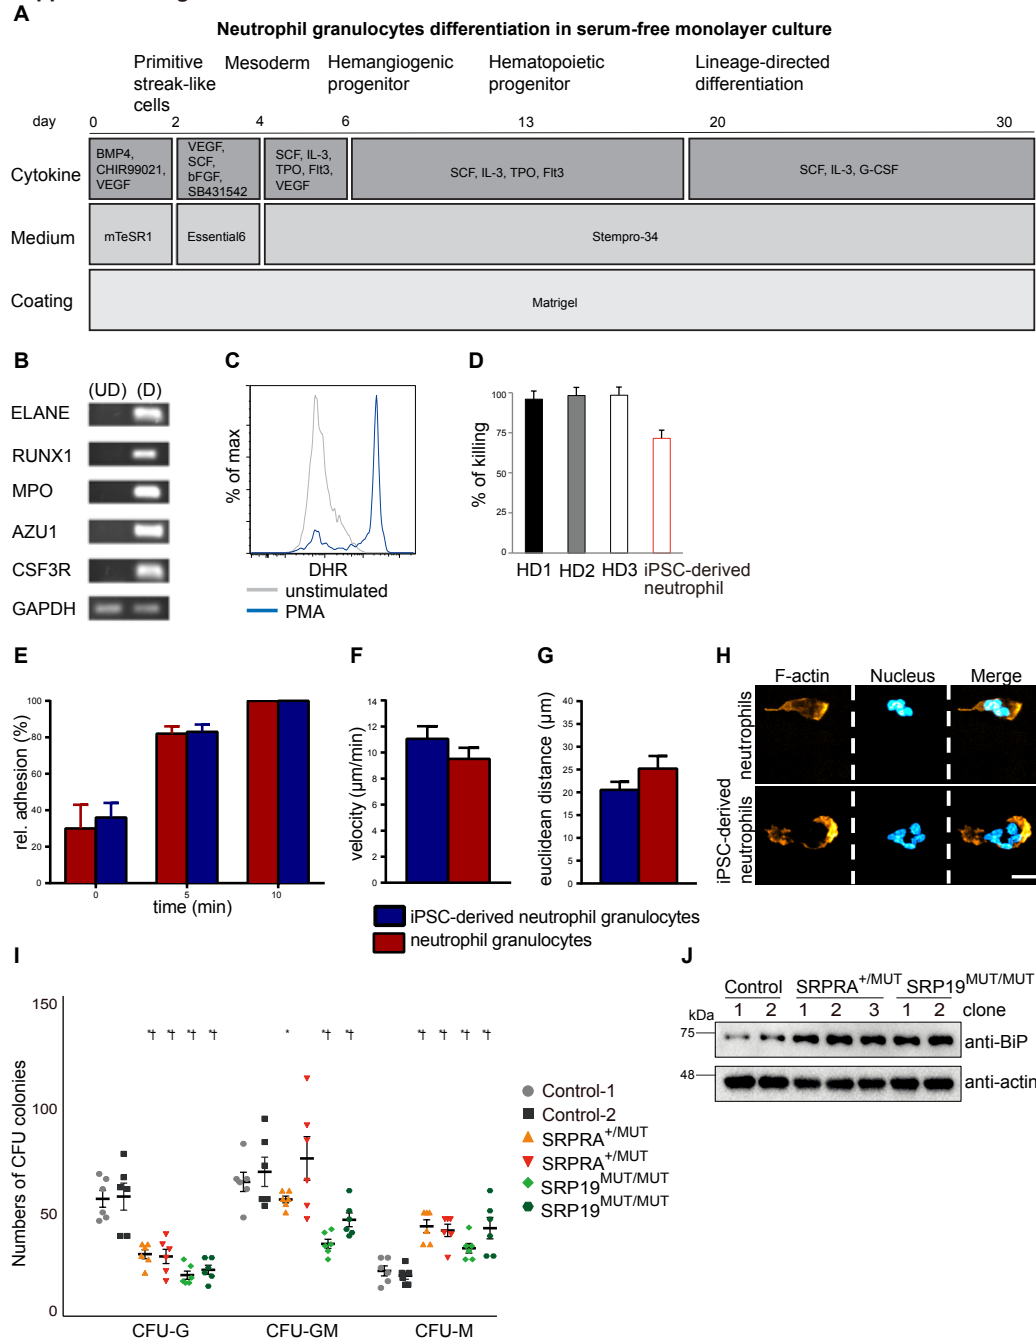 A
Neutrophil granulocytes differentiation in serum-free monolayer culture
Primitive streak-like cells
Mesoderm
Hemangiogenic progenitor
Hematopoietic progenitor
Lineage-directed differentiation
day 0 2 4 6 13 20 30
Cytokine
BMP4, CHIR99021, VEGF
VEGF, SCF, bFGF, SB431542
SCF, IL-3, TPO, Flt3, VEGF
SCF, IL-3, TPO, Flt3
SCF, IL-3, G-CSF
Medium
mTeSR1
Essential6
Stempro-34
Coating
Matrigel
B
(UD) (D)
ELANE
RUNX1
MPO
AZU1
CSF3R
GAPDH
C
% of max
DHR
unstimulated
PMA
D
% of killing
100
75
50
25
0
HD1 HD2 HD3 iPSC-derived neutrophil
E
rel. adhesion (%)
100
80
60
40
20
0
0 5 10
time (min)
F
velocity (µm/min)
14
12
10
8
6
4
2
0
G
euclidean distance (µm)
40
35
30
25
20
15
10
5
0
iPSC-derived neutrophil granulocytes
neutrophil granulocytes
H
F-actin Nucleus Merge
neutrophils
iPSC-derived neutrophils
I
Numbers of CFU colonies
150
100
50
0
*† *† *† *† * *† *† *† *† *† *†
CFU-G CFU-GM CFU-M
Control-1
Control-2
SRPRA+/MUT
SRPRA+/MUT
SRP19MUT/MUT
SRP19MUT/MUT
J
Control SRPRA+/MUT SRP19MUT/MUT
kDa 1 2 1 2 3 1 2 clone
75 anti-BiP
48 anti-actin